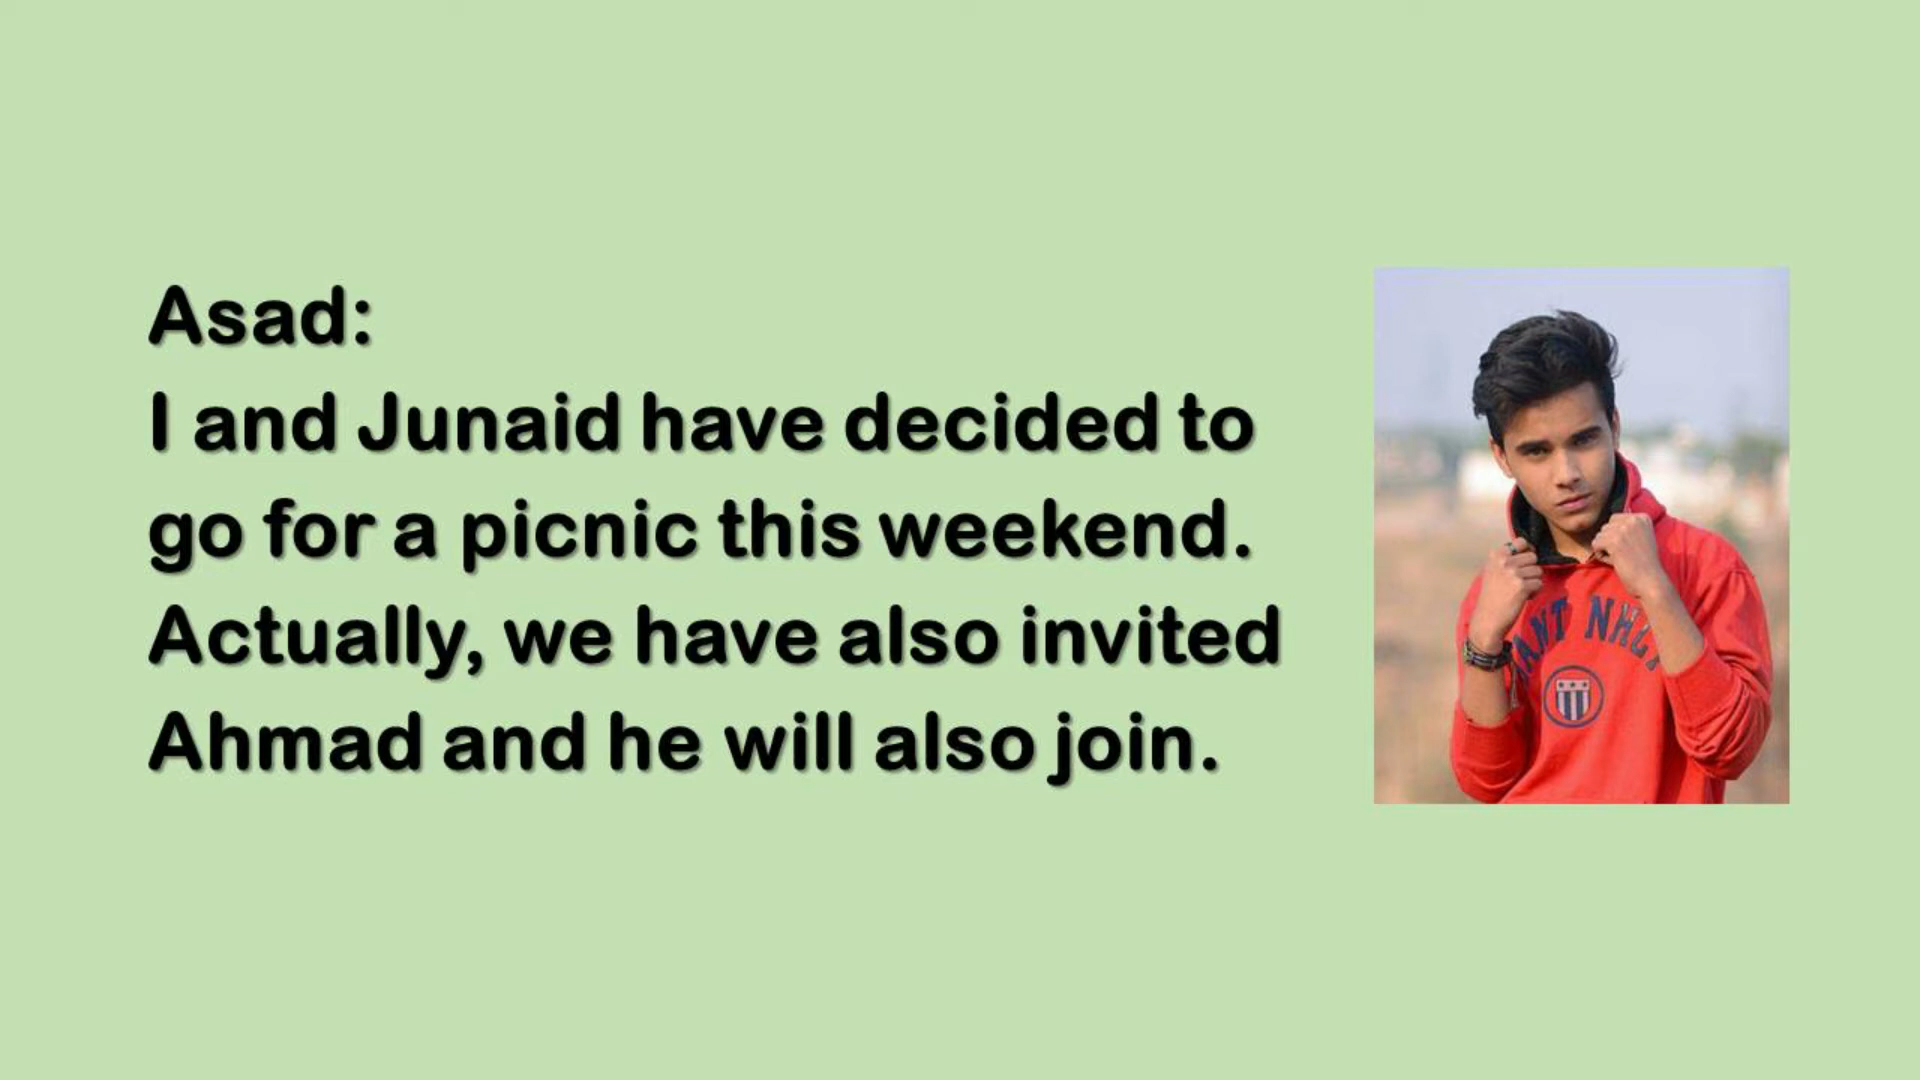 Asad:
I and Junaid have decided to
go for a picnic this weekend.
Actually, we have also invited
Ahmad and he will also join.